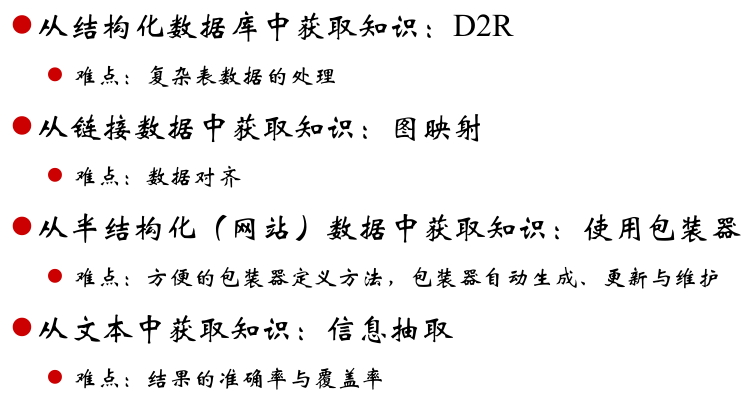 ●从结构化数据库中获取知识：D2R
●难点：复杂表数据的处理
●从链接数据中获取知识：图映射
●难点：数据对齐
●从半结构化（网站）数据中获取知识：使用包装器
●难点：方便的包装器定义方法，包装器自动生成、更新与维护
●从文本中获取知识：信息抽取
●难点：结果的准确率与覆盖率